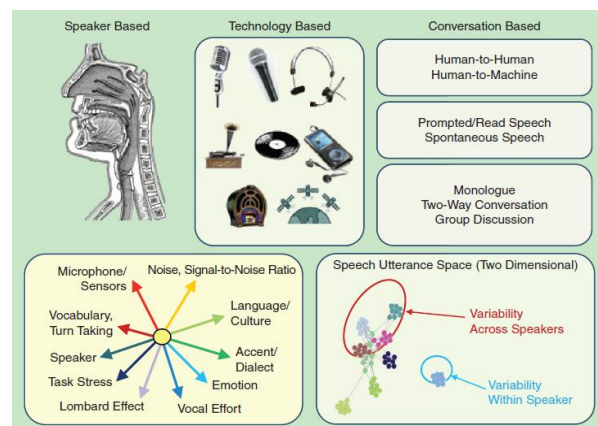 Speaker Based
Technology Based
Conversation Based
Human-to-Human
Human-to-Machine
Prompted/Read Speech
Spontaneous Speech
Monologue
Two-Way Conversation
Group Discussion
Microphone/
Sensors
Noise, Signal-to-Noise Ratio
Vocabulary,
Turn Taking
Language/
Culture
Speaker
Accent/
Dialect
Task Stress
Emotion
Lombard Effect
Vocal Effort
Speech Utterance Space (Two Dimensional)
Variability
Across Speakers
Variability
Within Speaker